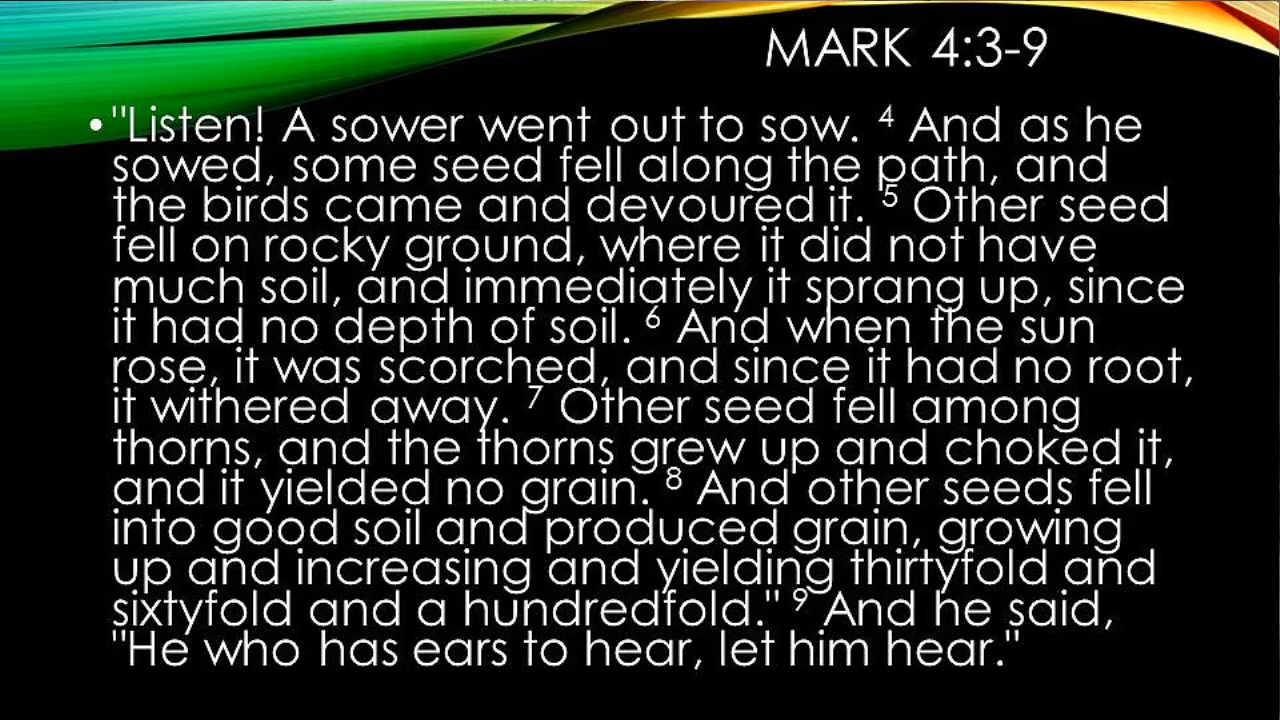 MARK 4:3-9
• "Listen! A sower went out to sow. 4 And as he
sowed, some seed fell along the path, and
the birds came and devoured it. 5 Other seed
fell on rocky ground, where it did not have
much soil, and immediately it sprang up, since
it had no depth of soil. 6 And when the sun
rose, it was scorched, and since it had no root,
it withered away. 7 Other seed fell among
thorns, and the thorns grew up and choked it,
and it yielded no grain. 8 And other seeds fell
into good soil and produced grain, growing
up and increasing and yielding thirtyfold and
sixtyfold and a hundredfold." 9 And he said,
"He who has ears to hear, let him hear."